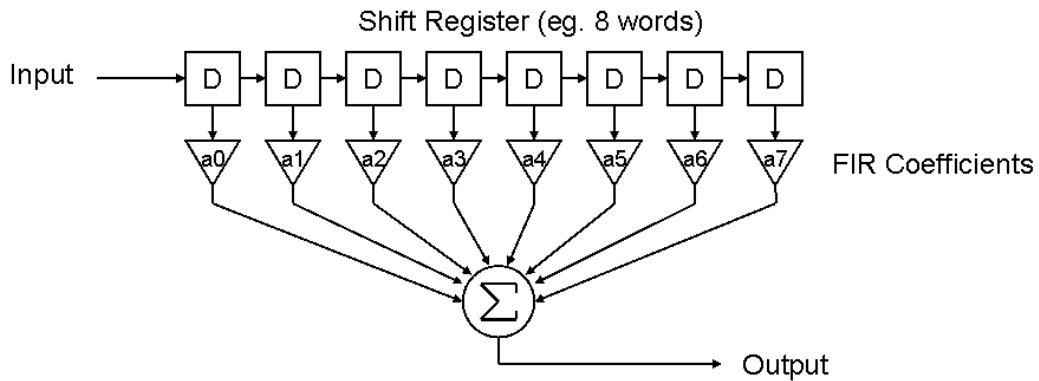 Shift Register (eg. 8 words)
Input D D D D D D D D
a0 a1 a2 a3 a4 a5 a6 a7 FIR Coefficients
Σ
Output